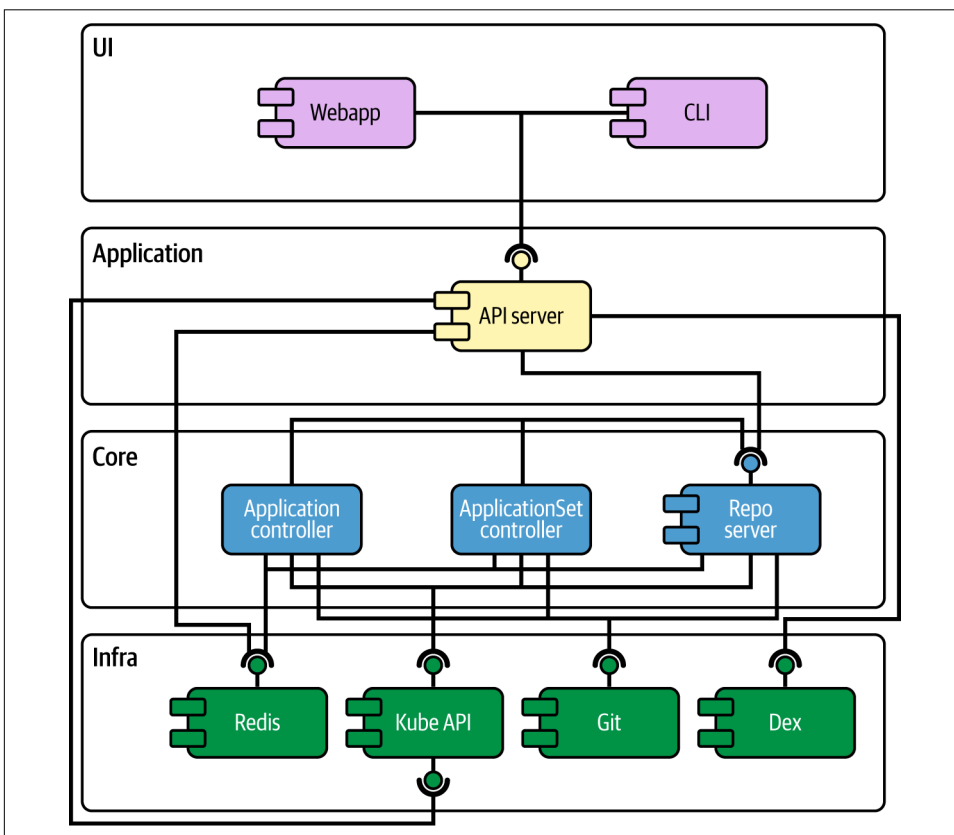 UI
Webapp
CLI
Application
API server
Core
Application
controller
ApplicationSet
controller
Repo
server
Infra
Redis
Kube API
Git
Dex